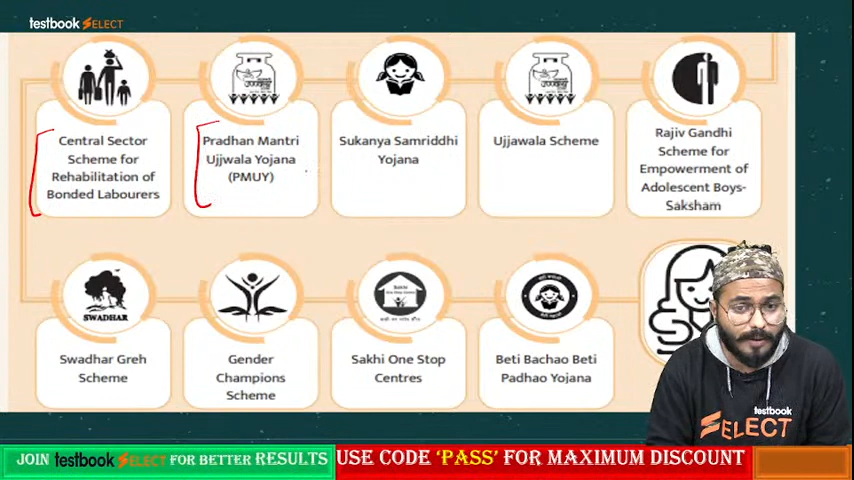 testbook SELECT
Central Sector
Scheme for
Rehabilitation of
Bonded Labourers
Pradhan Mantri
Ujjwala Yojana
(PMUY)
Sukanya Samriddhi
Yojana
Ujjawala Scheme
Rajiv Gandhi
Scheme for
Empowerment of
Adolescent Boys-
Saksham
SWADHAR
Swadhar Greh
Scheme
Gender
Champions
Scheme
Sakhi One Stop
Centres
Beti Bachao Beti
Padhao Yojana
testbook
SELECT
JOIN testbook SELECT FOR BETTER RESULTS
USE CODE ‘PASS’ FOR MAXIMUM DISCOUNT